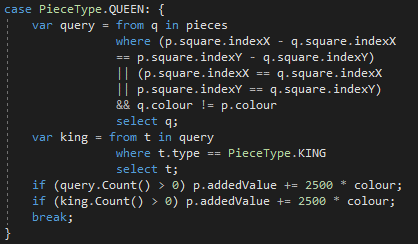 case PieceType.QUEEN: {
var query = from q in pieces
where (p.square.indexX - q.square.indexX
== p.square.indexY - q.square.indexY)
|| (p.square.indexX == q.square.indexX
|| p.square.indexY == q.square.indexY)
&& q.colour != p.colour
select q;
var king = from t in query
where t.type == PieceType.KING
select t;
if (query.Count() > 0) p.addedValue += 2500 * colour;
if (king.Count() > 0) p.addedValue += 2500 * colour;
break;
}